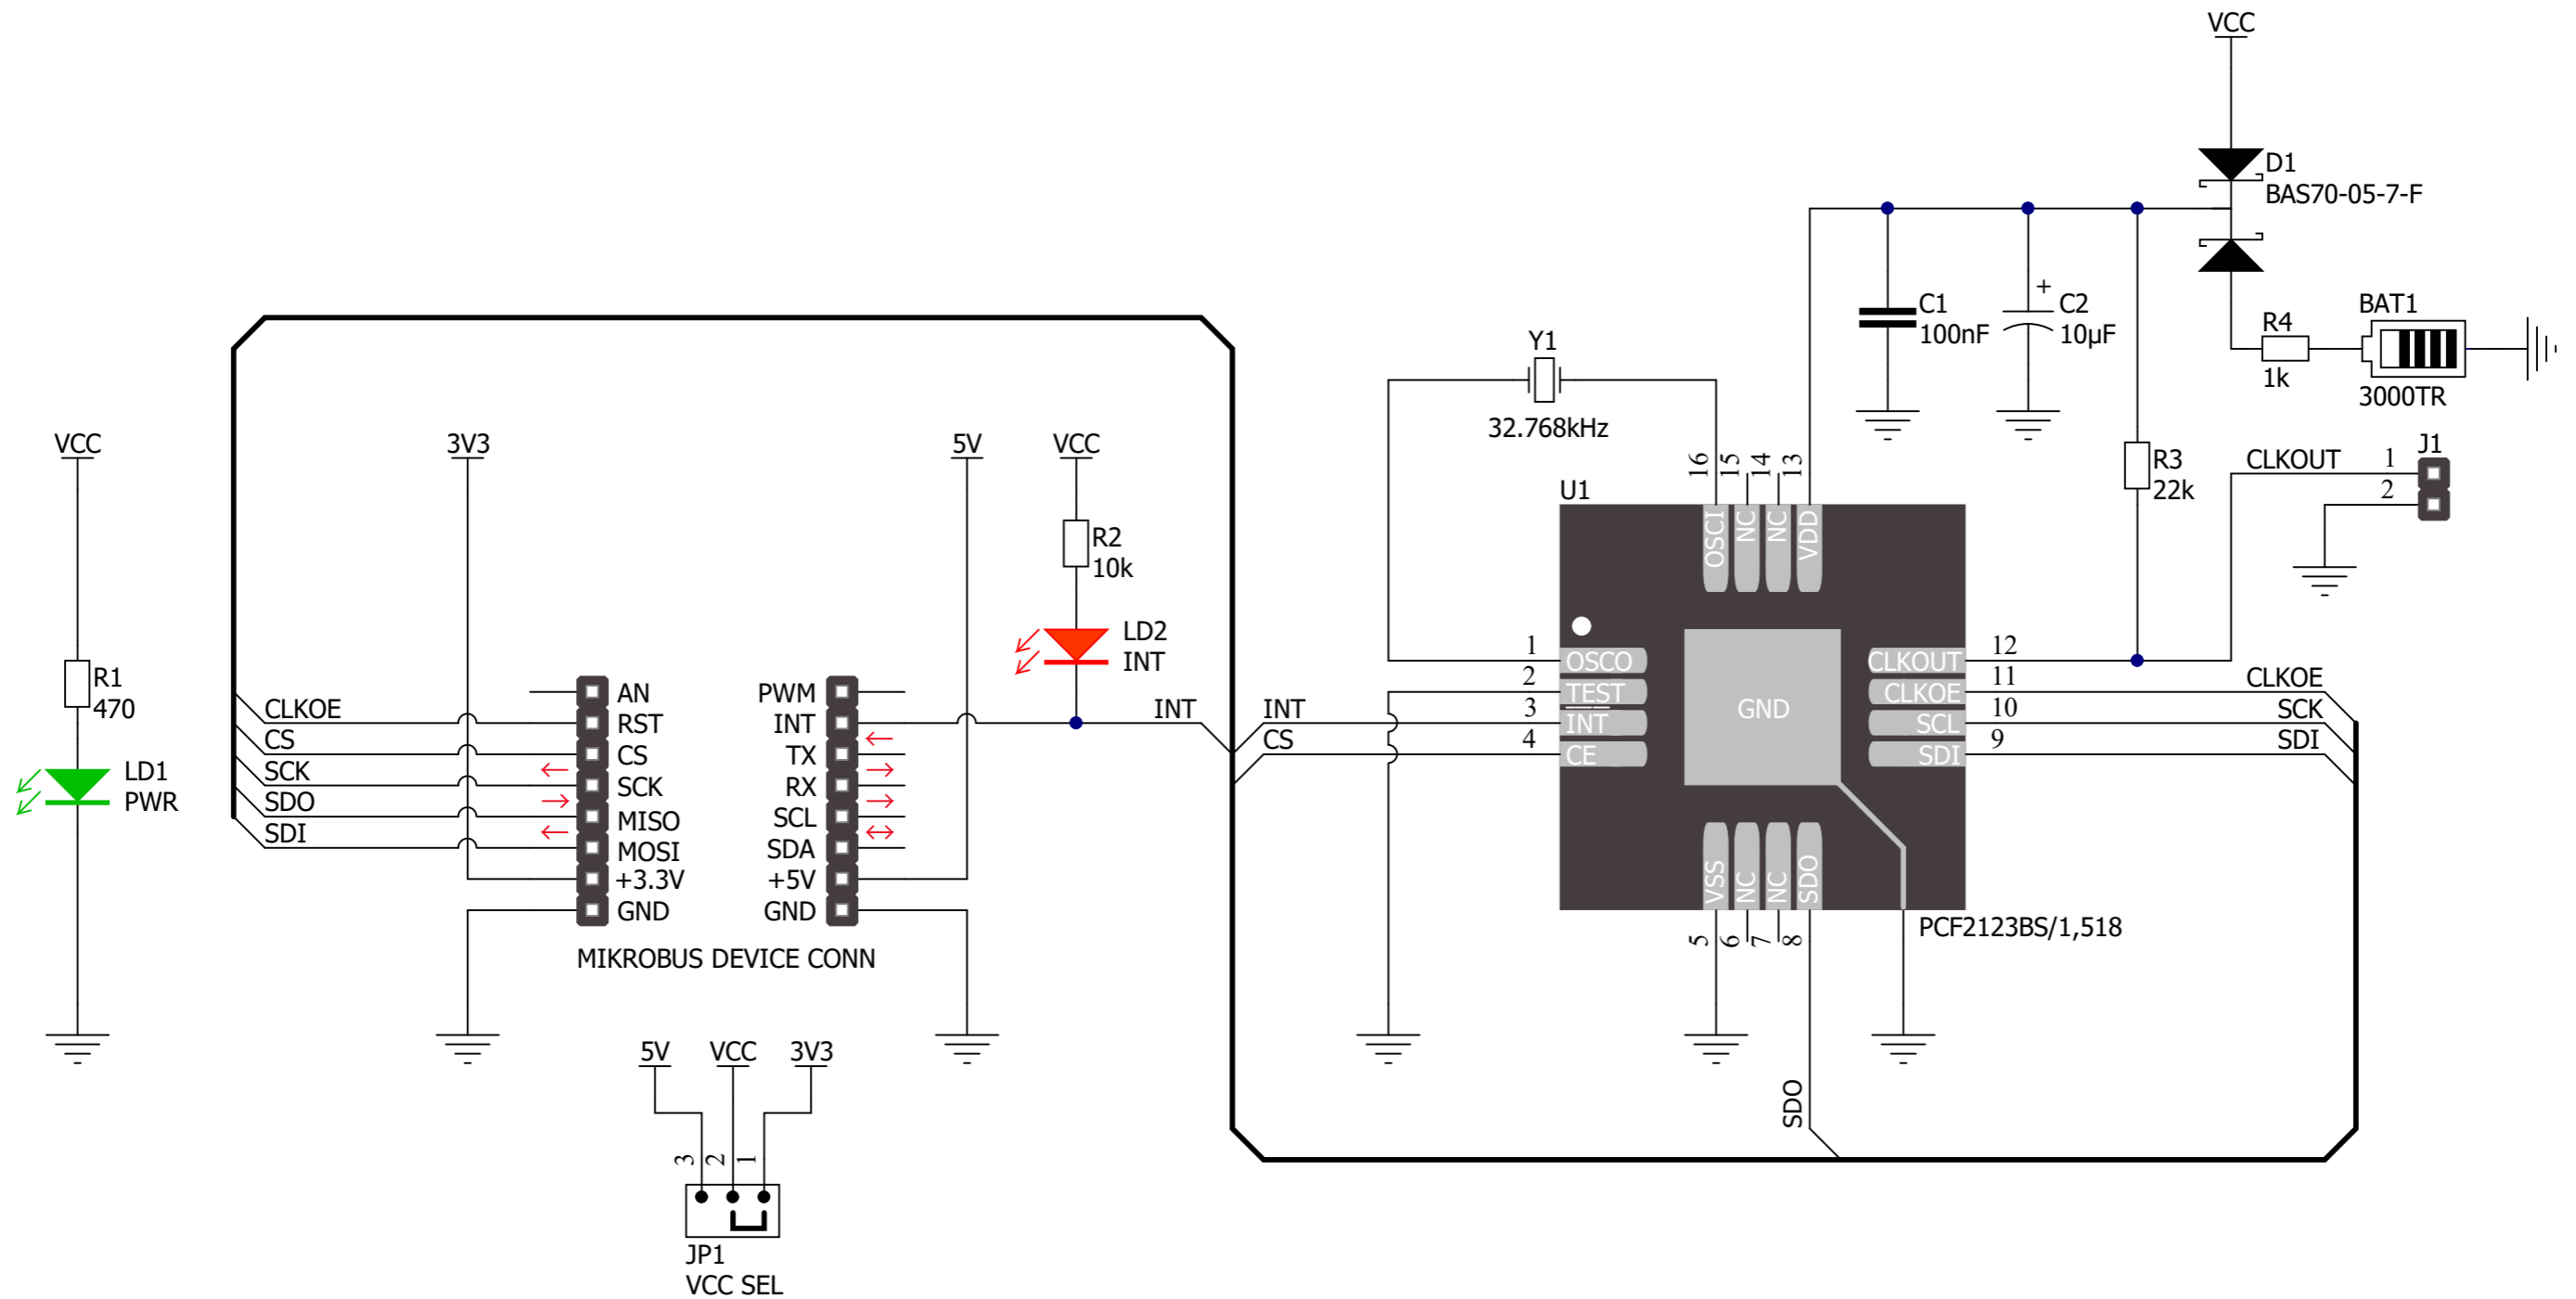 VCC
D1
BAS70-05-7-F
C1
100nF
+
C2
10µF
R4
1k
BAT1
3000TR
Y1
32.768kHz
R3
22k
CLKOUT
1
2
J1
VCC
R1
470
LD1
PWR
3V3
5V
VCC
R2
10k
LD2
INT
CLKOE
CS
SCK
SDO
SDI
AN
RST
CS
SCK
MISO
MOSI
+3.3V
GND
PWM
INT
TX
RX
SCL
SDA
+5V
GND
MIKROBUS DEVICE CONN
INT
INT
CS
U1
16
15
14
13
OSCI
NC
NC
VDD
1
2
3
4
OSCO
TEST
INT
CE
GND
CLKOUT
CLKOE
SCL
SDI
12
11
10
9
CLKOE
SCK
SDI
VSS
NC
NC
SDO
5
6
7
8
PCF2123BS/1,518
SDO
5V
VCC
3V3
3
2
1
JP1
VCC SEL